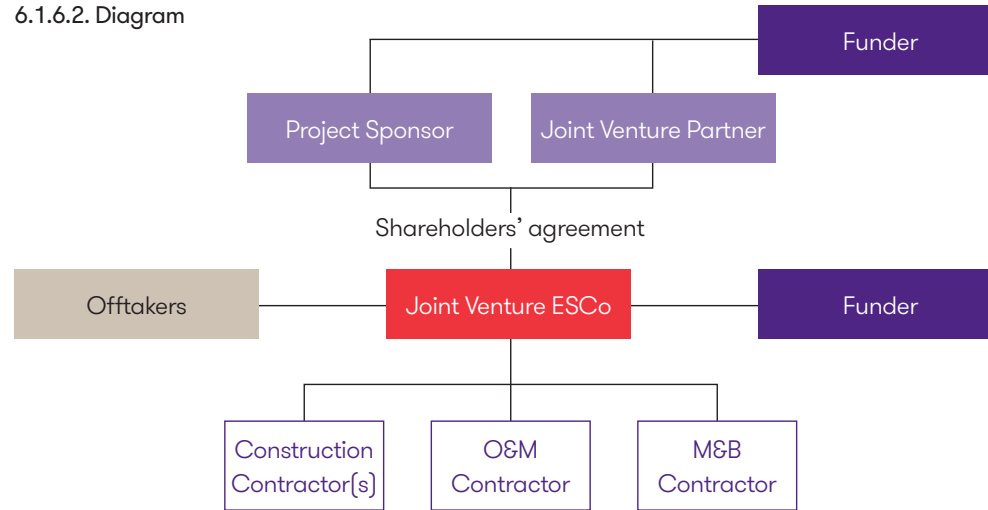 6.1.6.2. Diagram
Funder
Project Sponsor
Joint Venture Partner
Shareholders’ agreement
Offtakers
Joint Venture ESCo
Funder
Construction
Contractor(s)
O&M
Contractor
M&B
Contractor